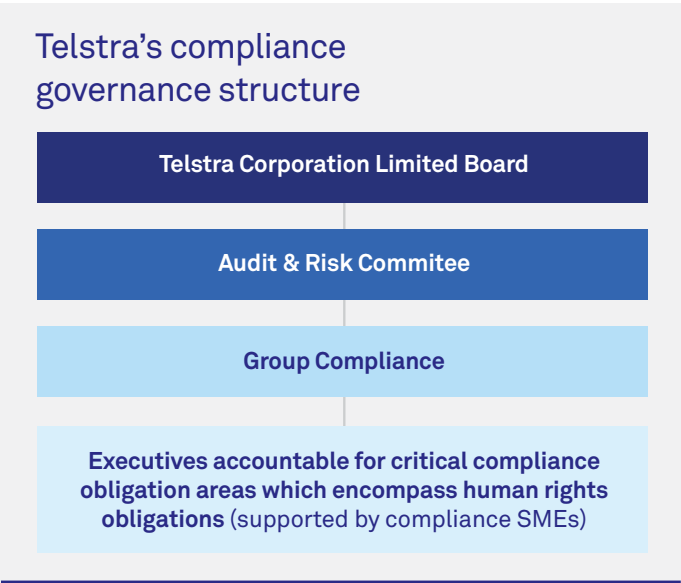 Telstra’s compliance
governance structure
Telstra Corporation Limited Board
Audit & Risk Commitee
Group Compliance
Executives accountable for critical compliance
obligation areas which encompass human rights
obligations (supported by compliance SMEs)